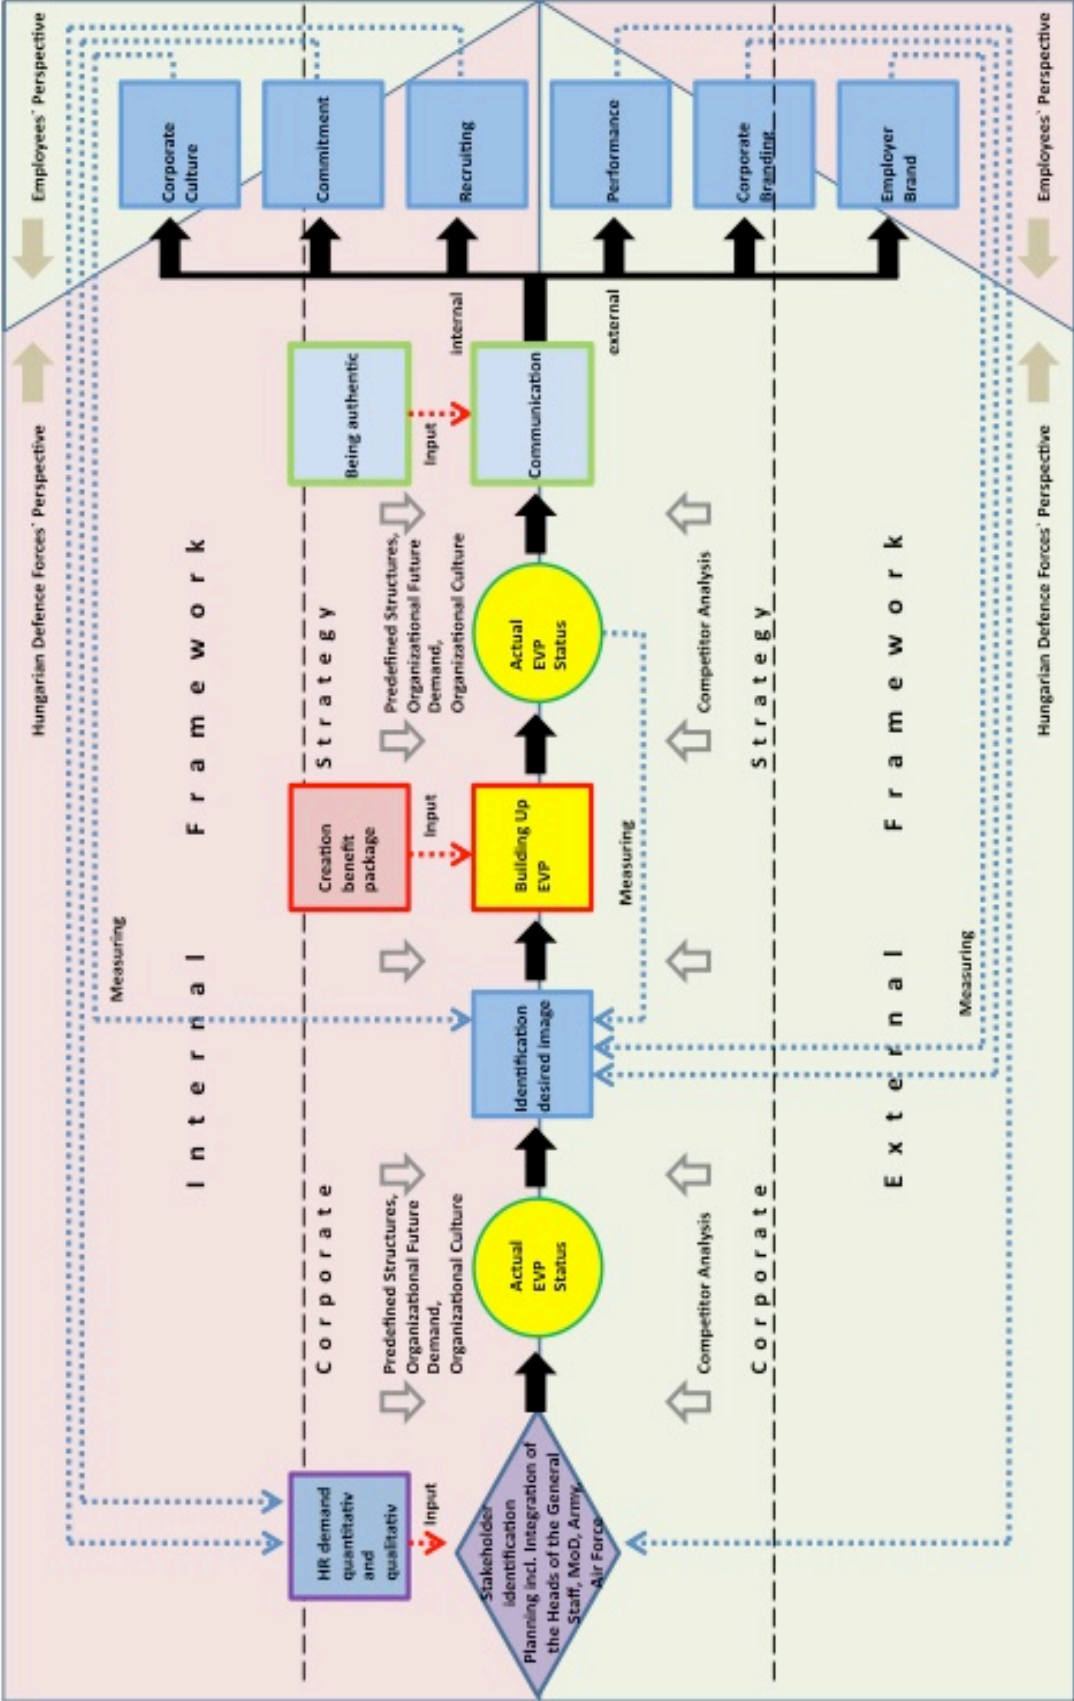 Hungarian Defence Forces` Perspective
Employees` Perspective
Measuring
Internal Framework
Corporate Strategy
HR demand
quantitativ
and
qualitativ
Input
Stakeholder
identification
Planning incl. Integration of
the Heads of the General
Staff, MoD, Army,
Air Force
Predefined Structures,
Organizational Future
Demand,
Organizational Culture
Actual
EVP
Status
Competitor Analysis
Identification
desired image
Creation
benefit
package
Input
Building Up
EVP
Measuring
Predefined Structures,
Organizational Future
Demand,
Organizational Culture
Actual
EVP
Status
Competitor Analysis
Being authentic
Input
Communication
internal
external
Corporate
Culture
Commitment
Recruiting
Performance
Corporate
Branding
Employer
Brand
Corporate Strategy
External Framework
Measuring
Hungarian Defence Forces` Perspective
Employees` Perspective